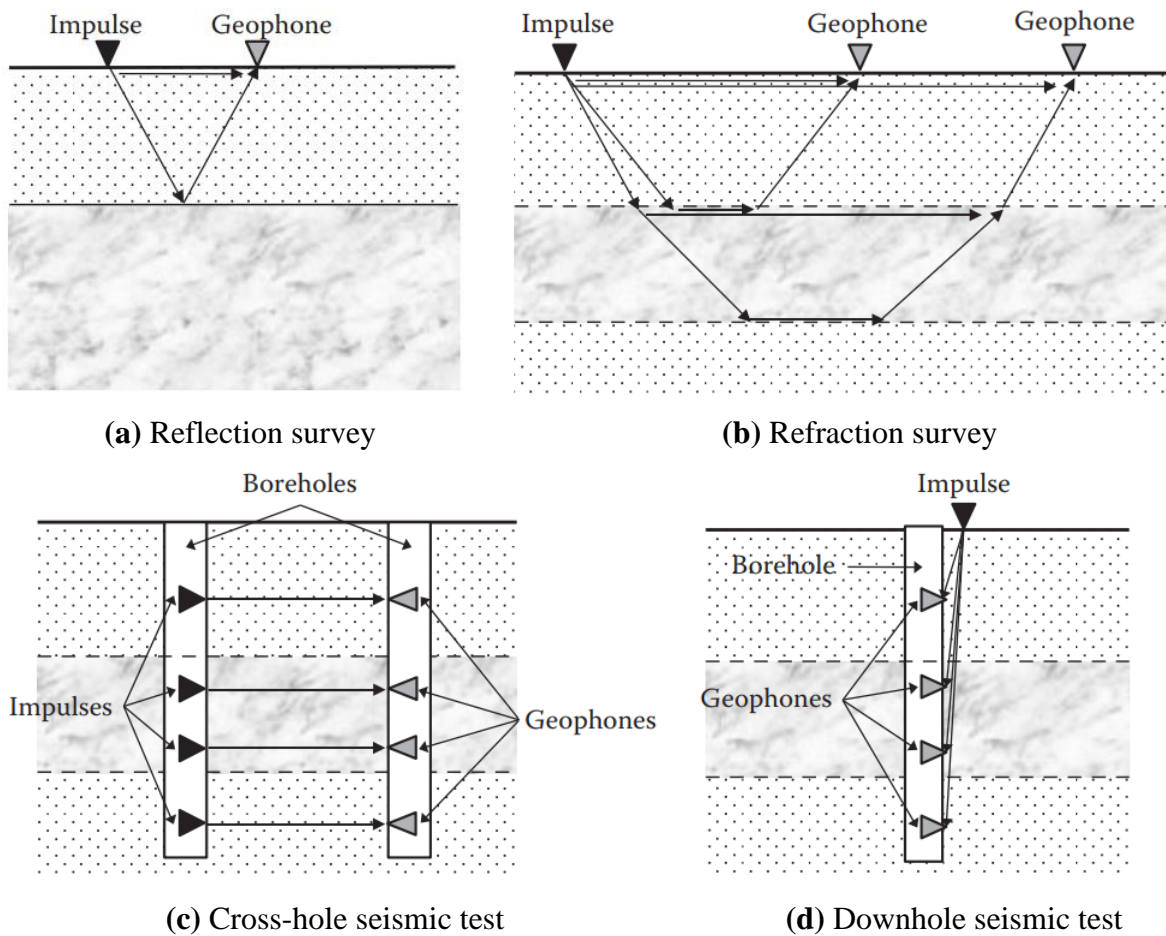 Impulse Geophone
Impulse Geophone Geophone
(a) Reflection survey
(b) Refraction survey
Boreholes
Impulses
Geophones
Impulse
Borehole
Geophones
(c) Cross-hole seismic test
(d) Downhole seismic test